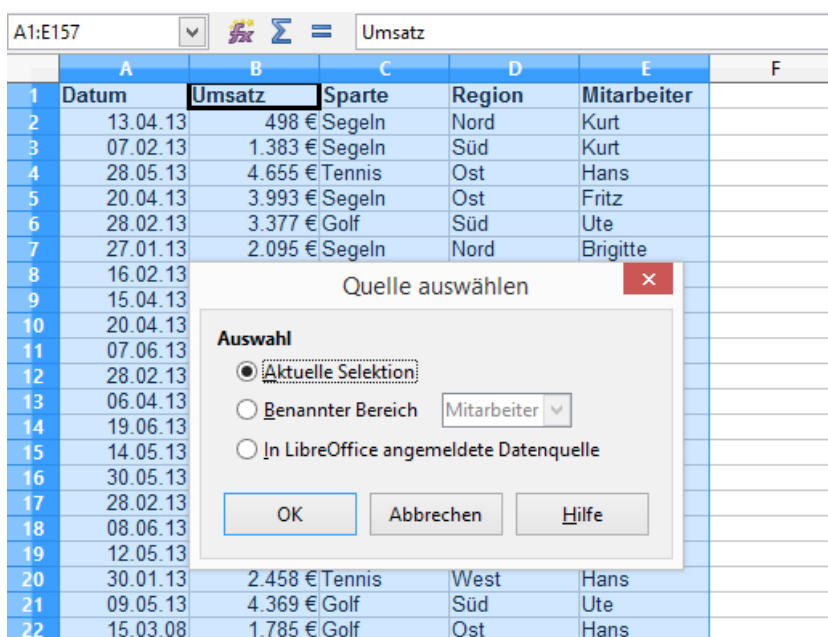 A1:E157 Umsatz
A B C D E F
1 Datum Umsatz Sparte Region Mitarbeiter
2 13.04.13 498 € Segeln Nord Kurt
3 07.02.13 1.383 € Segeln Süd Kurt
4 28.05.13 4.655 € Tennis Ost Hans
5 20.04.13 3.993 € Segeln Ost Fritz
6 28.02.13 3.377 € Golf Süd Ute
7 27.01.13 2.095 € Segeln Nord Brigitte
8 16.02.13
9 15.04.13
10 20.04.13
11 07.06.13
12 28.02.13
13 06.04.13
14 19.06.13
15 14.05.13
16 30.05.13
17 28.02.13
18 08.06.13
19 12.05.13
20 30.01.13 2.458 € Tennis West Hans
21 09.05.13 4.369 € Golf Süd Ute
22 15.03.08 1.785 € Golf Ost Hans
Quelle auswählen
Auswahl
Aktuelle Selektion
Benannter Bereich Mitarbeiter
In LibreOffice angemeldete Datenquelle
OK Abbrechen Hilfe